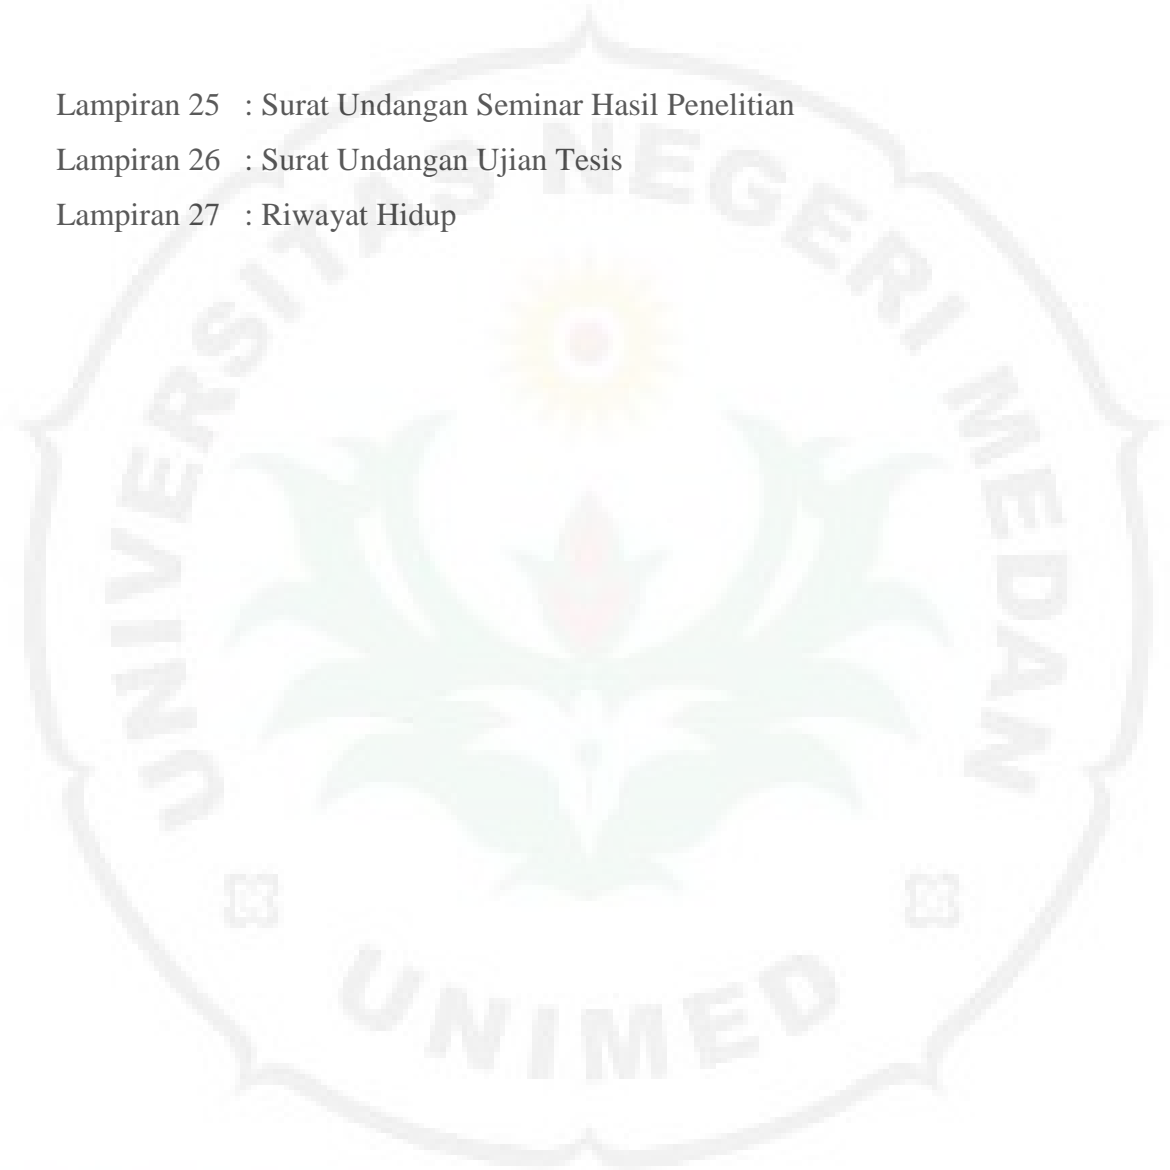 Lampiran 25 : Surat Undangan Seminar Hasil Penelitian
Lampiran 26 : Surat Undangan Ujian Tesis
Lampiran 27 : Riwayat Hidup
UNIVERSITAS NEGERI MEDAN
UNIMED